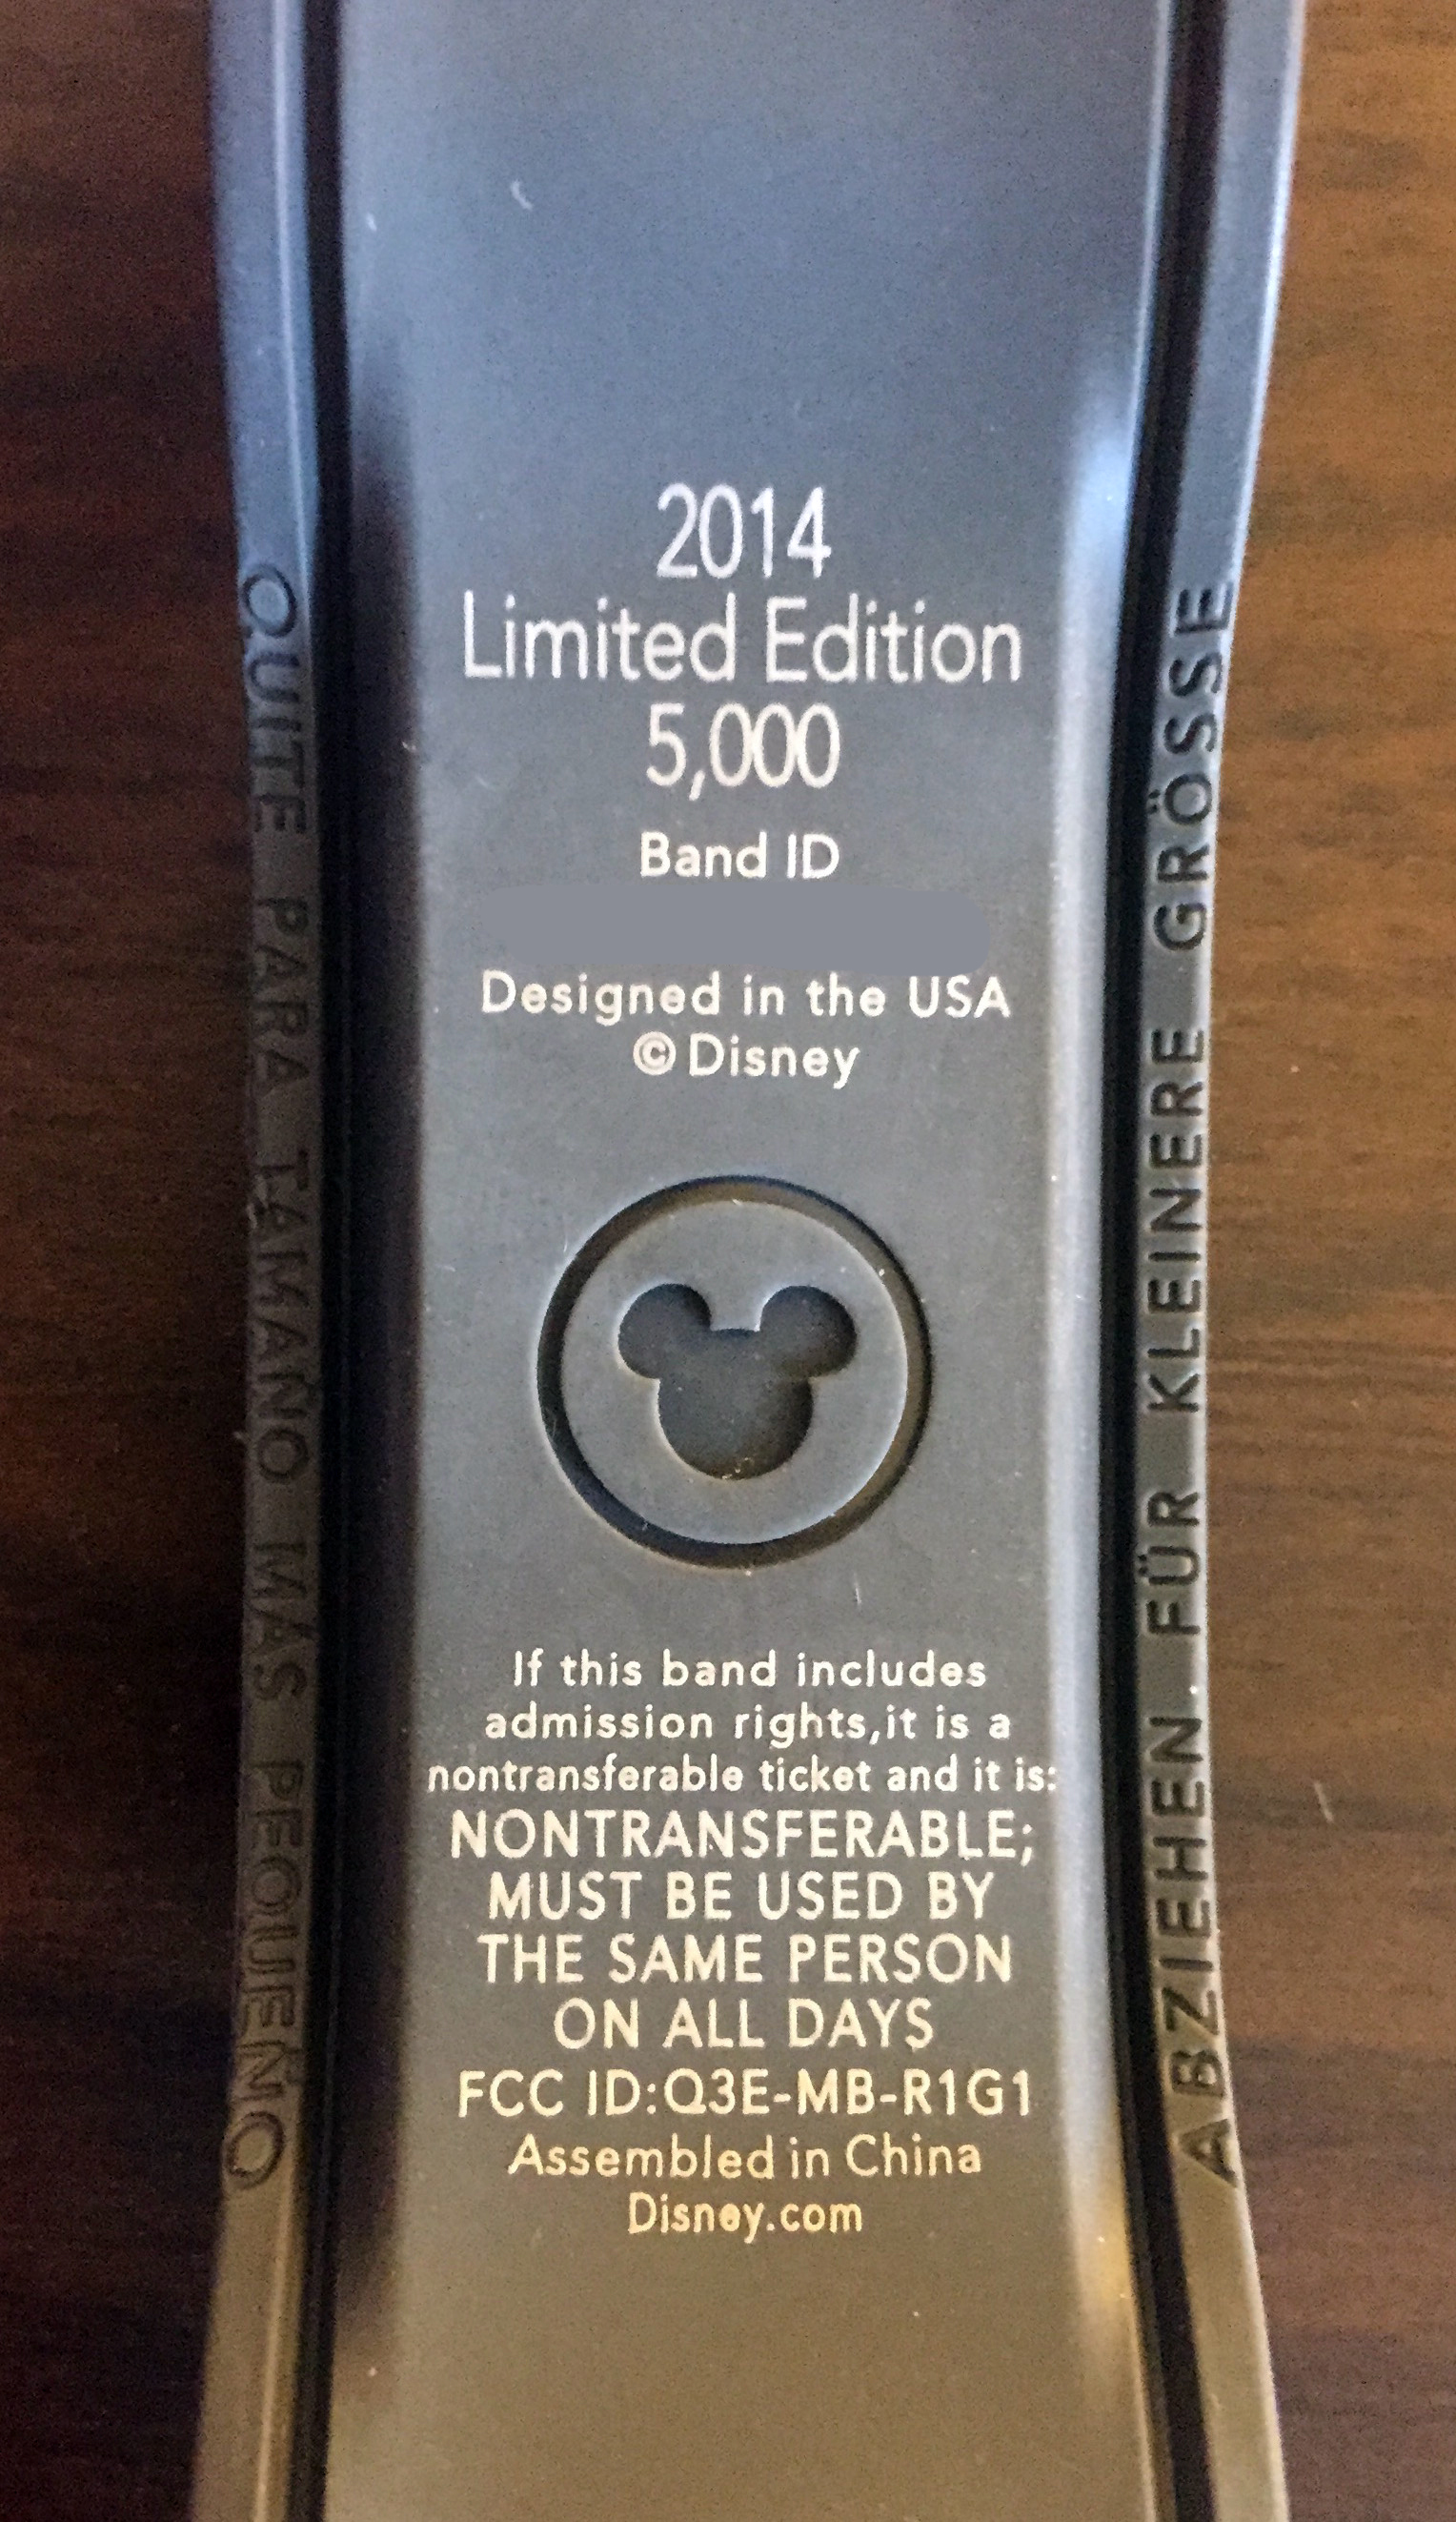 2014
Limited Edition
5,000
Band ID
Designed in the USA
©Disney
If this band includes
admission rights,it is a
nontransferable ticket and it is:
NONTRANSFERABLE;
MUST BE USED BY
THE SAME PERSON
ON ALL DAYS
FCC ID:Q3E-MB-R1G1
Assembled in China
Disney.com
QUITE PARA TAMAÑO MAS PEQUEÑO
ABZIEHEN FÜR KLEINERE GRÖSSE